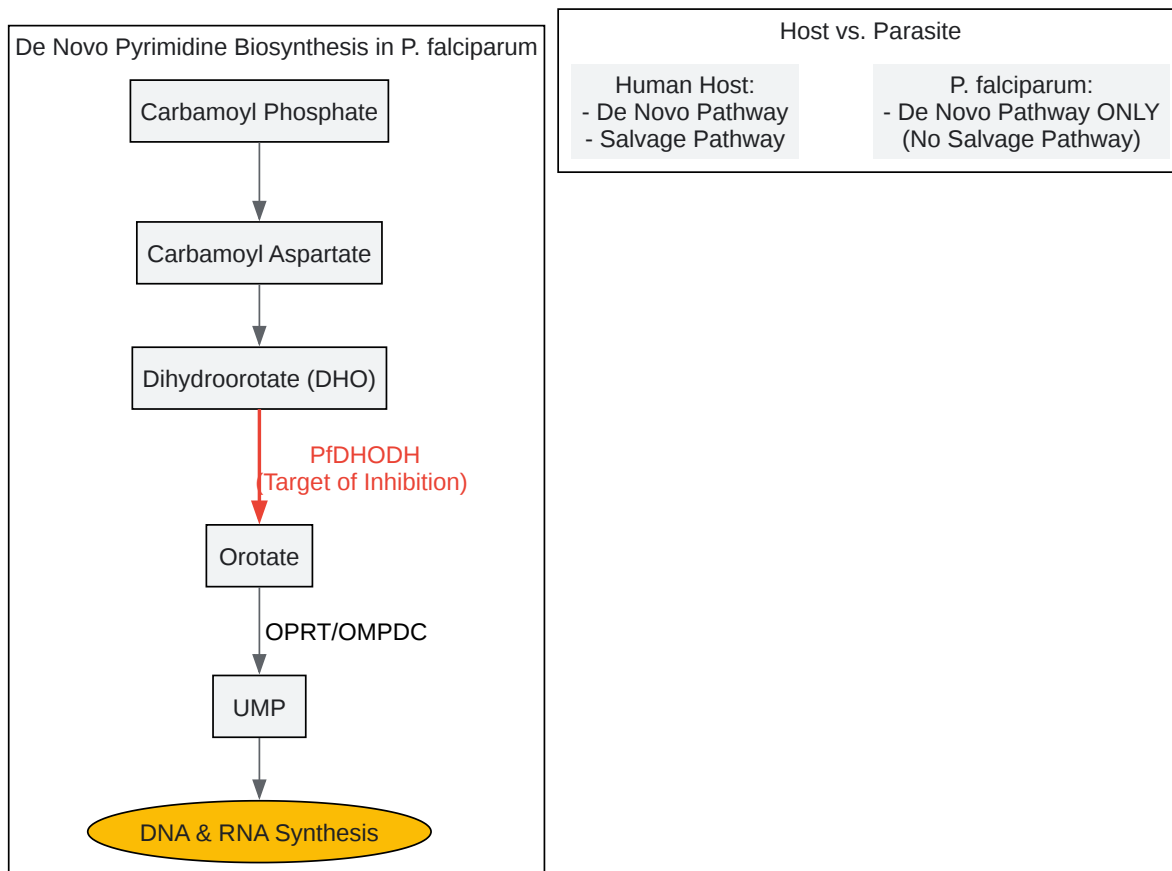 De Novo Pyrimidine Biosynthesis in P. falciparum
Carbamoyl Phosphate
Carbamoyl Aspartate
Dihydroorotate (DHO)
PfDHODH
(Target of Inhibition)
Orotate
OPRT/OMPDC
UMP
DNA & RNA Synthesis
Host vs. Parasite
Human Host:
- De Novo Pathway
- Salvage Pathway
P. falciparum:
- De Novo Pathway ONLY
(No Salvage Pathway)